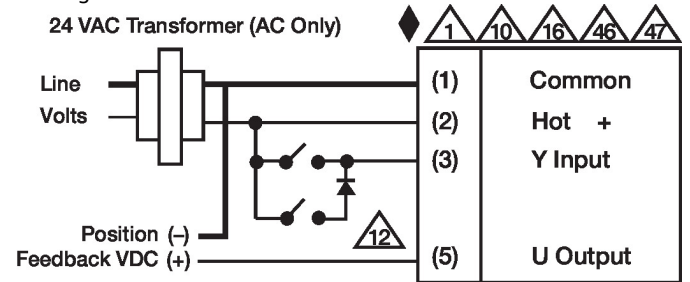 24 VAC Transformer (AC Only)
1 10 16 46 47
Line
Volts
(1) Common
(2) Hot +
(3) Y Input
12
Position (–)
Feedback VDC (+)
(5) U Output